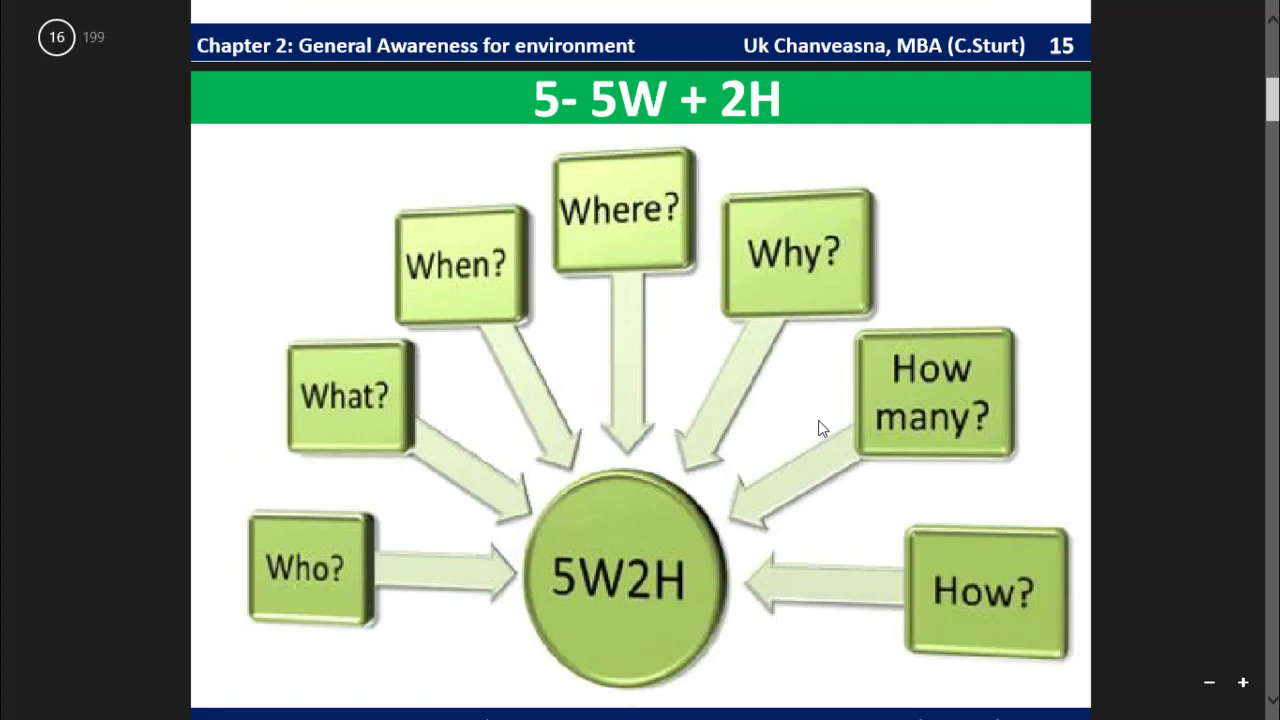 16 199
Chapter 2: General Awareness for environment Uk Chanveasna, MBA (C.Sturt) 15
5- 5W + 2H
Where?
Why?
When?
How
many?
What?
Who?
5W2H
How?